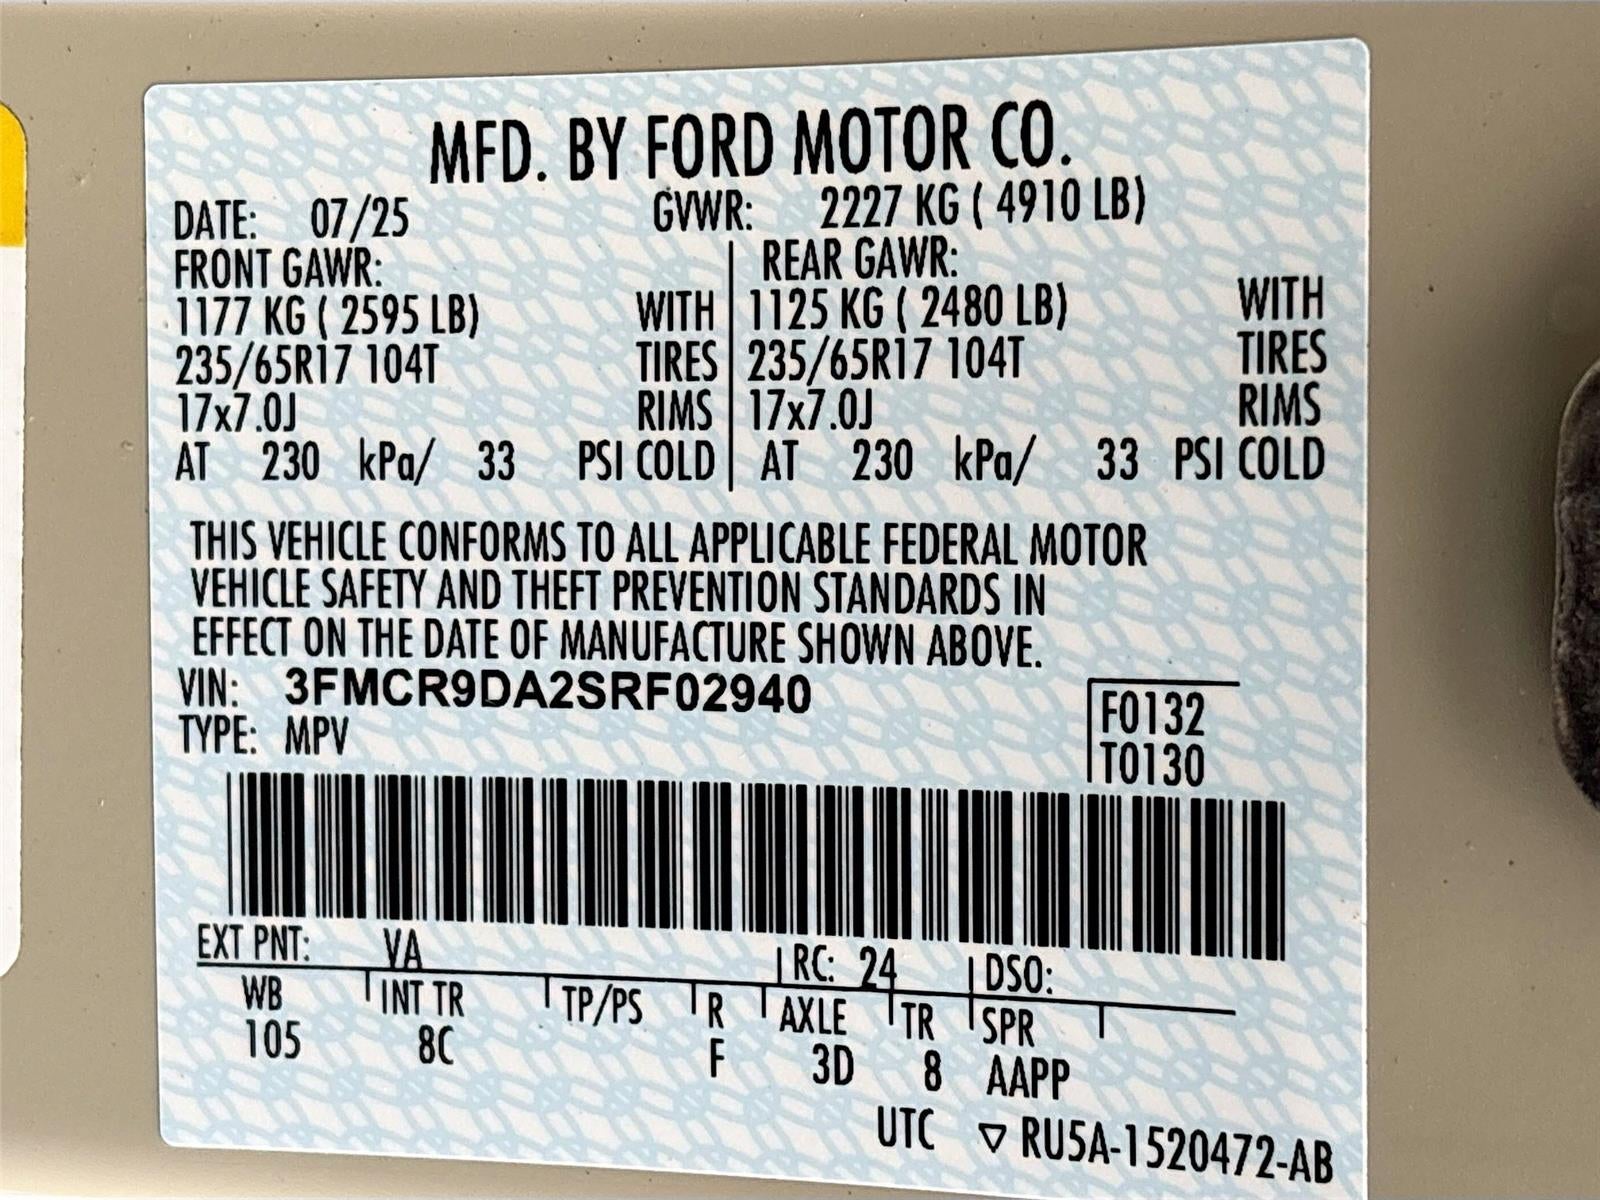 MFD. BY FORD MOTOR CO.
DATE: 07/25 GVWR: 2227 KG ( 4910 LB)
FRONT GAWR: REAR GAWR:
1177 KG ( 2595 LB) WITH 1125 KG ( 2480 LB) WITH
235/65R17 104T TIRES 235/65R17 104T TIRES
17x7.0J RIMS 17x7.0J RIMS
AT 230 kPa/ 33 PSI COLD AT 230 kPa/ 33 PSI COLD
THIS VEHICLE CONFORMS TO ALL APPLICABLE FEDERAL MOTOR
VEHICLE SAFETY AND THEFT PREVENTION STANDARDS IN
EFFECT ON THE DATE OF MANUFACTURE SHOWN ABOVE.
VIN: 3FMCR9DA2SRF02940
F0132
TYPE: MPV
T0130
EXT PNT: VA RC: 24 DSO:
WB INT TR TP/PS R AXLE TR SPR
105 8C F 3D 8 AAPP
UTC ▽ RU5A-1520472-AB